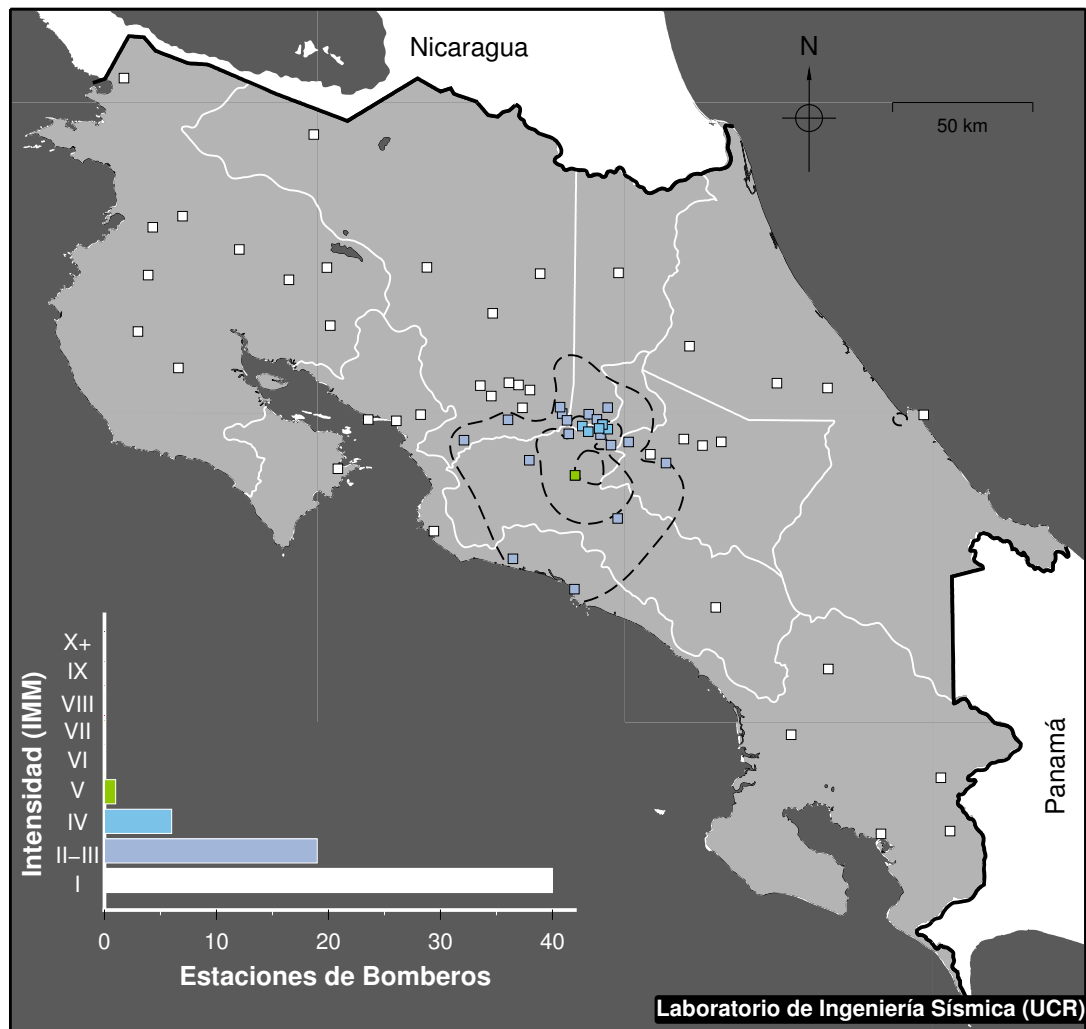 Nicaragua
N
50 km
Panamá
Intensidad (IMM)
X+
IX
VIII
VII
VI
V
IV
II–III
I
0 10 20 30 40
Estaciones de Bomberos
Laboratorio de Ingeniería Sísmica (UCR)